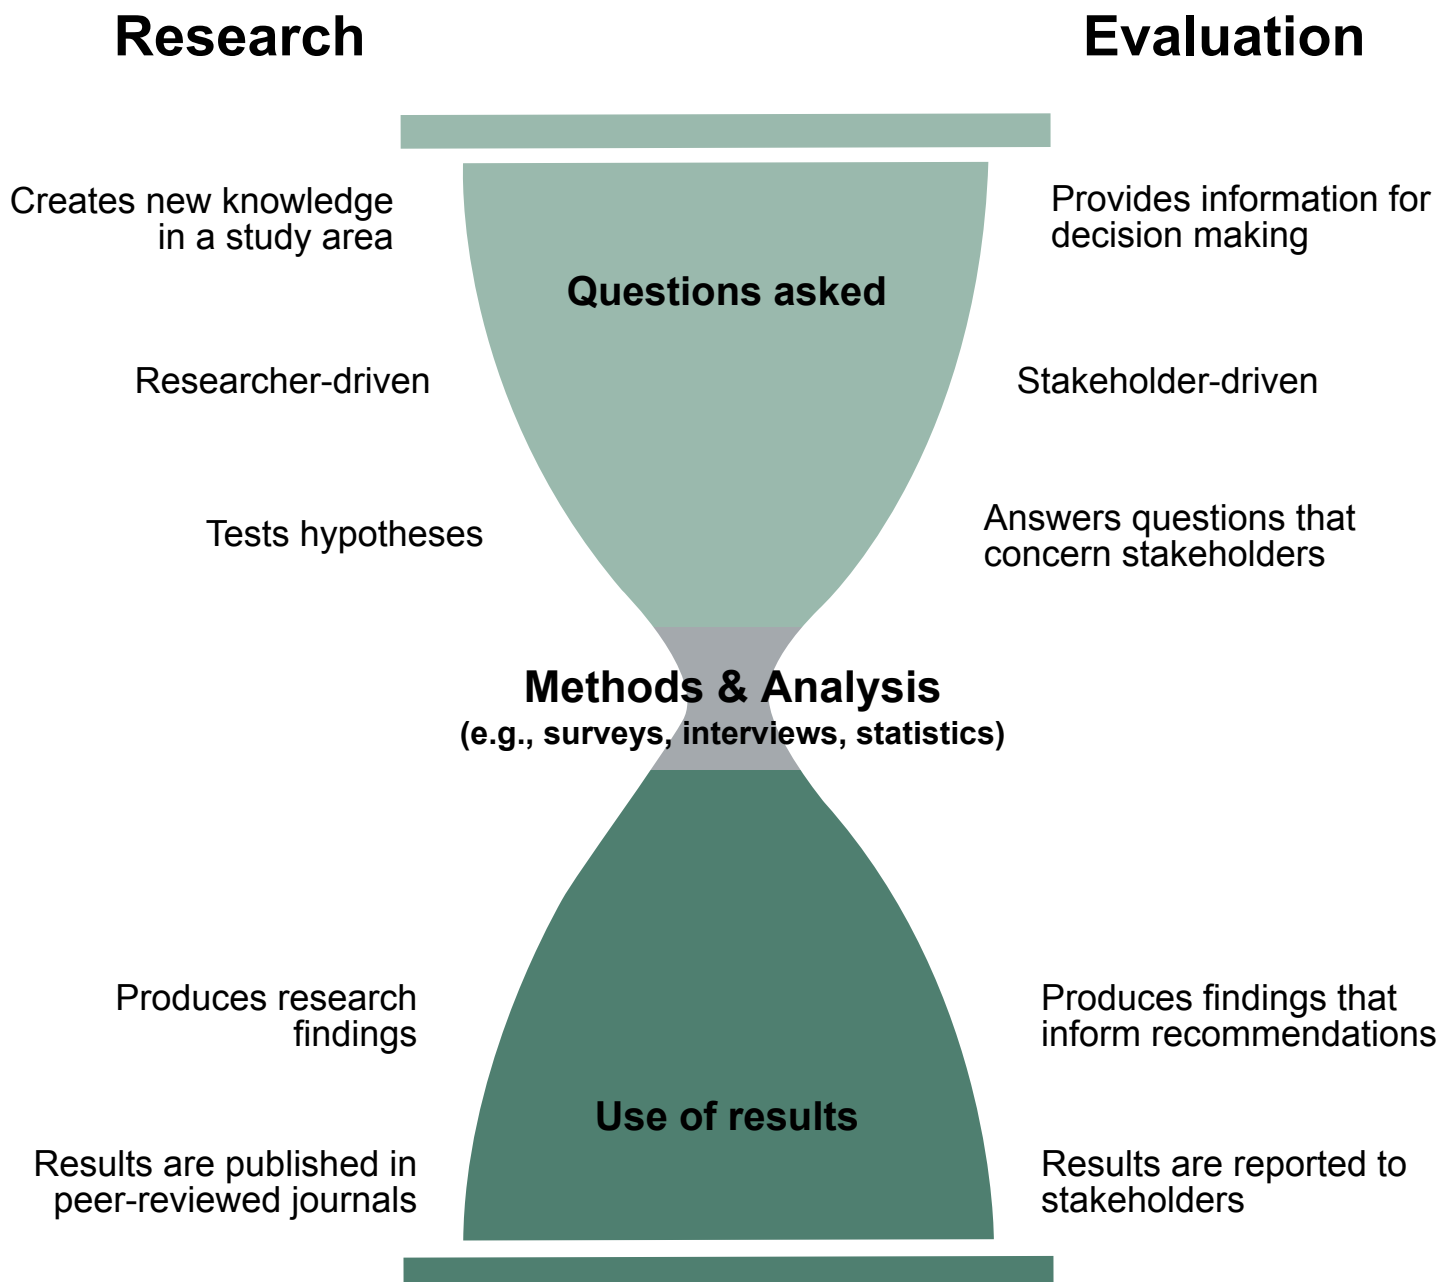 Research
Evaluation
Creates new knowledge
in a study area
Provides information for
decision making
Questions asked
Researcher-driven
Stakeholder-driven
Tests hypotheses
Answers questions that
concern stakeholders
Methods & Analysis
(e.g., surveys, interviews, statistics)
Produces research
findings
Produces findings that
inform recommendations
Use of results
Results are published in
peer-reviewed journals
Results are reported to
stakeholders